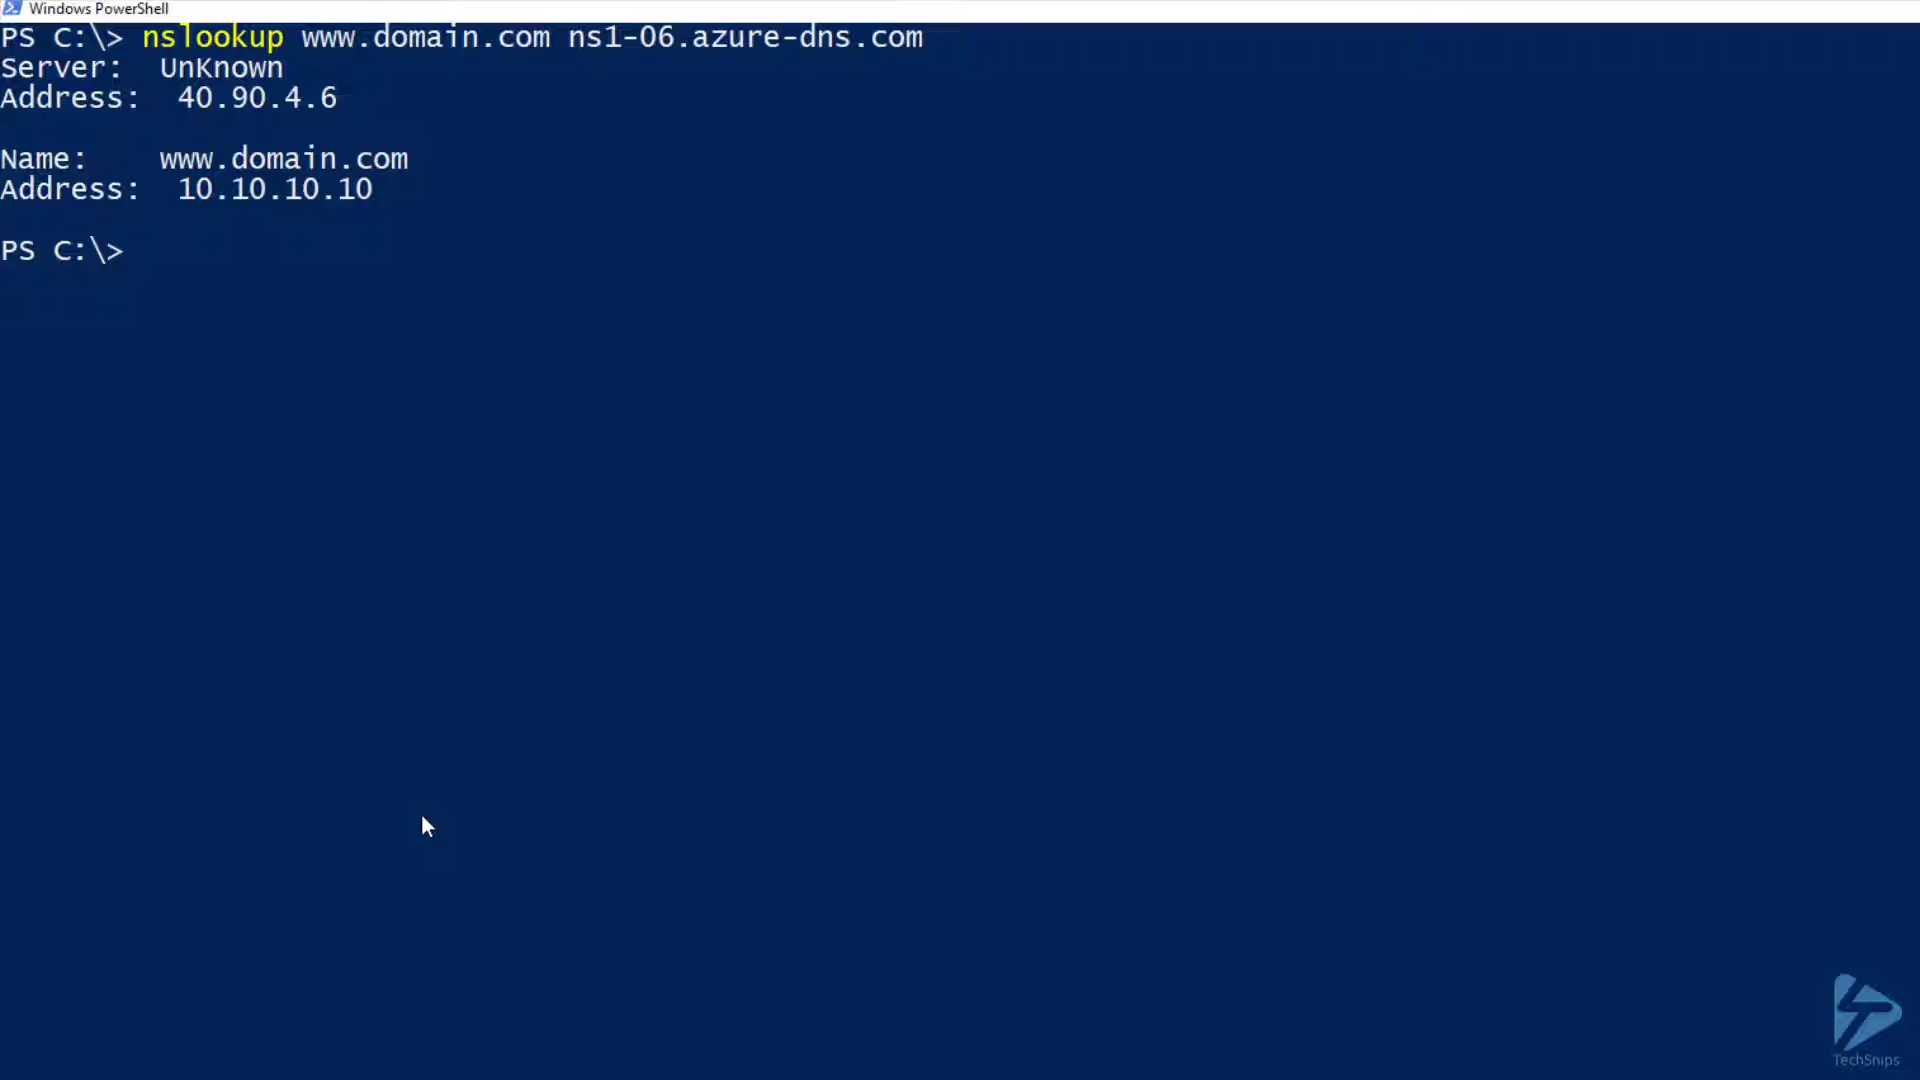 Windows PowerShell
PS C:\> nslookup www.domain.com ns1-06.azure-dns.com
Server:  UnKnown
Address:  40.90.4.6
Name:    www.domain.com
Address:  10.10.10.10
PS C:\>
TechSnips